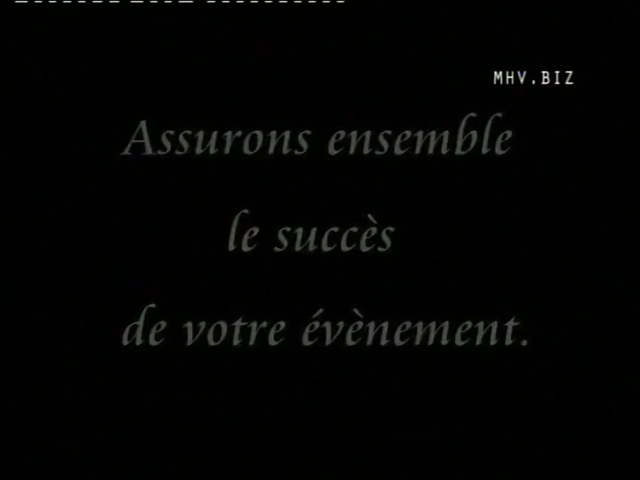 MHV.BIZ
Assurons ensemble
le succès
de votre évènement.